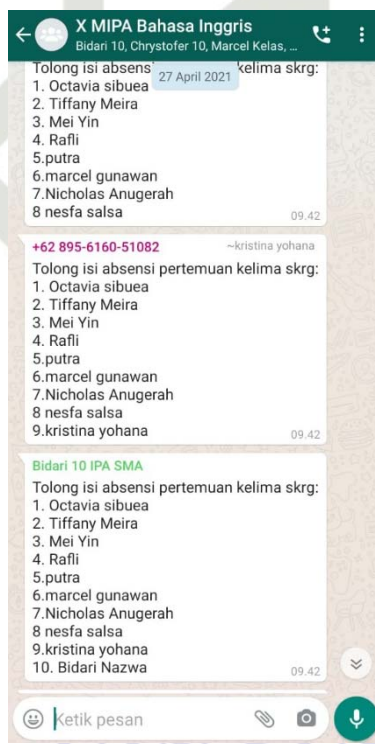 X MIPA Bahasa Inggris
Bidari 10, Chrystofer 10, Marcel Kelas, ...
27 April 2021
Tolong isi absens kelima skrg:
1. Octavia sibuea
2. Tiffany Meira
3. Mei Yin
4. Rafli
5.putra
6.marcel gunawan
7.Nicholas Anugerah
8 nesfa salsa
09.42
+62 895-6160-51082 ~kristina yohana
Tolong isi absensi pertemuan kelima skrg:
1. Octavia sibuea
2. Tiffany Meira
3. Mei Yin
4. Rafli
5.putra
6.marcel gunawan
7.Nicholas Anugerah
8 nesfa salsa
9.kristina yohana
09.42
Bidari 10 IPA SMA
Tolong isi absensi pertemuan kelima skrg:
1. Octavia sibuea
2. Tiffany Meira
3. Mei Yin
4. Rafli
5.putra
6.marcel gunawan
7.Nicholas Anugerah
8 nesfa salsa
9.kristina yohana
10. Bidari Nazwa
09.42
Ketik pesan